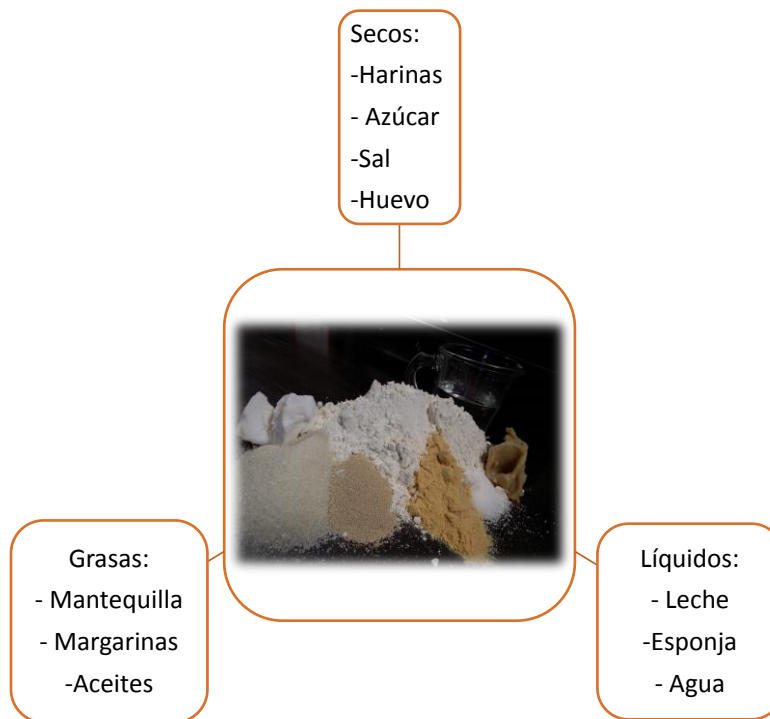 Secos:
-Harinas
- Azúcar
-Sal
-Huevo
Grasas:
- Mantequilla
- Margarinas
-Aceites
Líquidos:
- Leche
-Esponja
- Agua